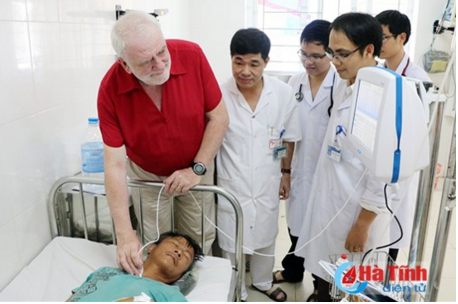 Hà Tĩnh
điện tử